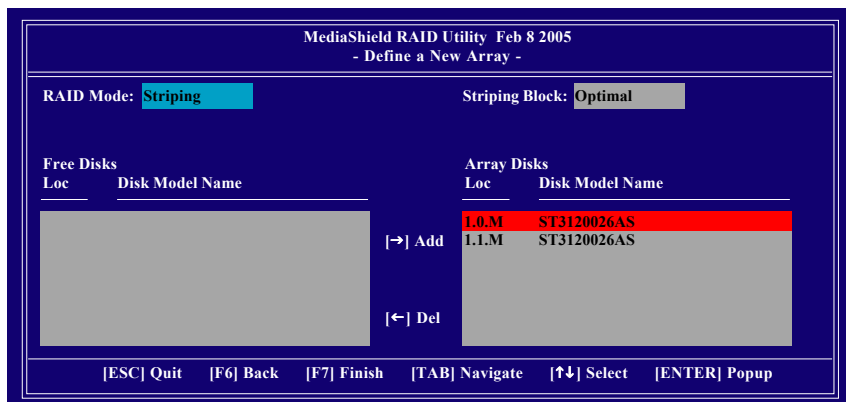 MediaShield RAID Utility Feb 8 2005
- Define a New Array -
RAID Mode: Striping
Striping Block: Optimal
Free Disks
Loc Disk Model Name
Array Disks
Loc Disk Model Name
[→] Add
[←] Del
1.0.M ST3120026AS
1.1.M ST3120026AS
[ESC] Quit [F6] Back [F7] Finish [TAB] Navigate [↑↓] Select [ENTER] Popup